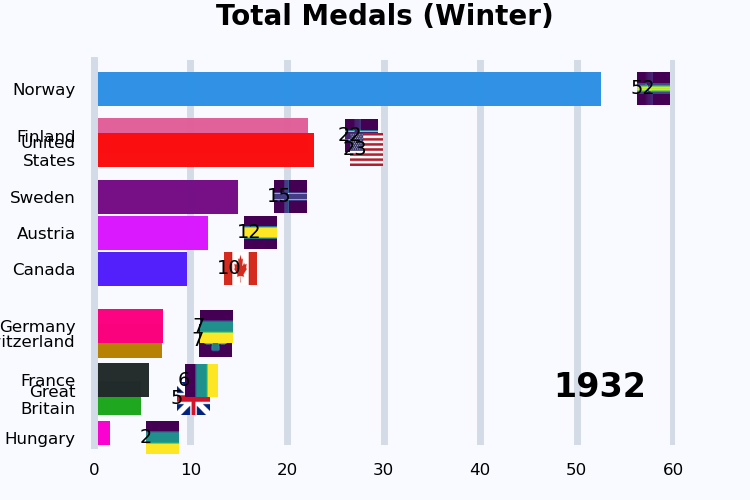 Total Medals (Winter)
Norway
52
Finland
22
United
States
23
Sweden
15
Austria
12
Canada
10
Germany
7
itzerland
7
France
6
Great
Britain
5
Hungary
2
1932
0 10 20 30 40 50 60